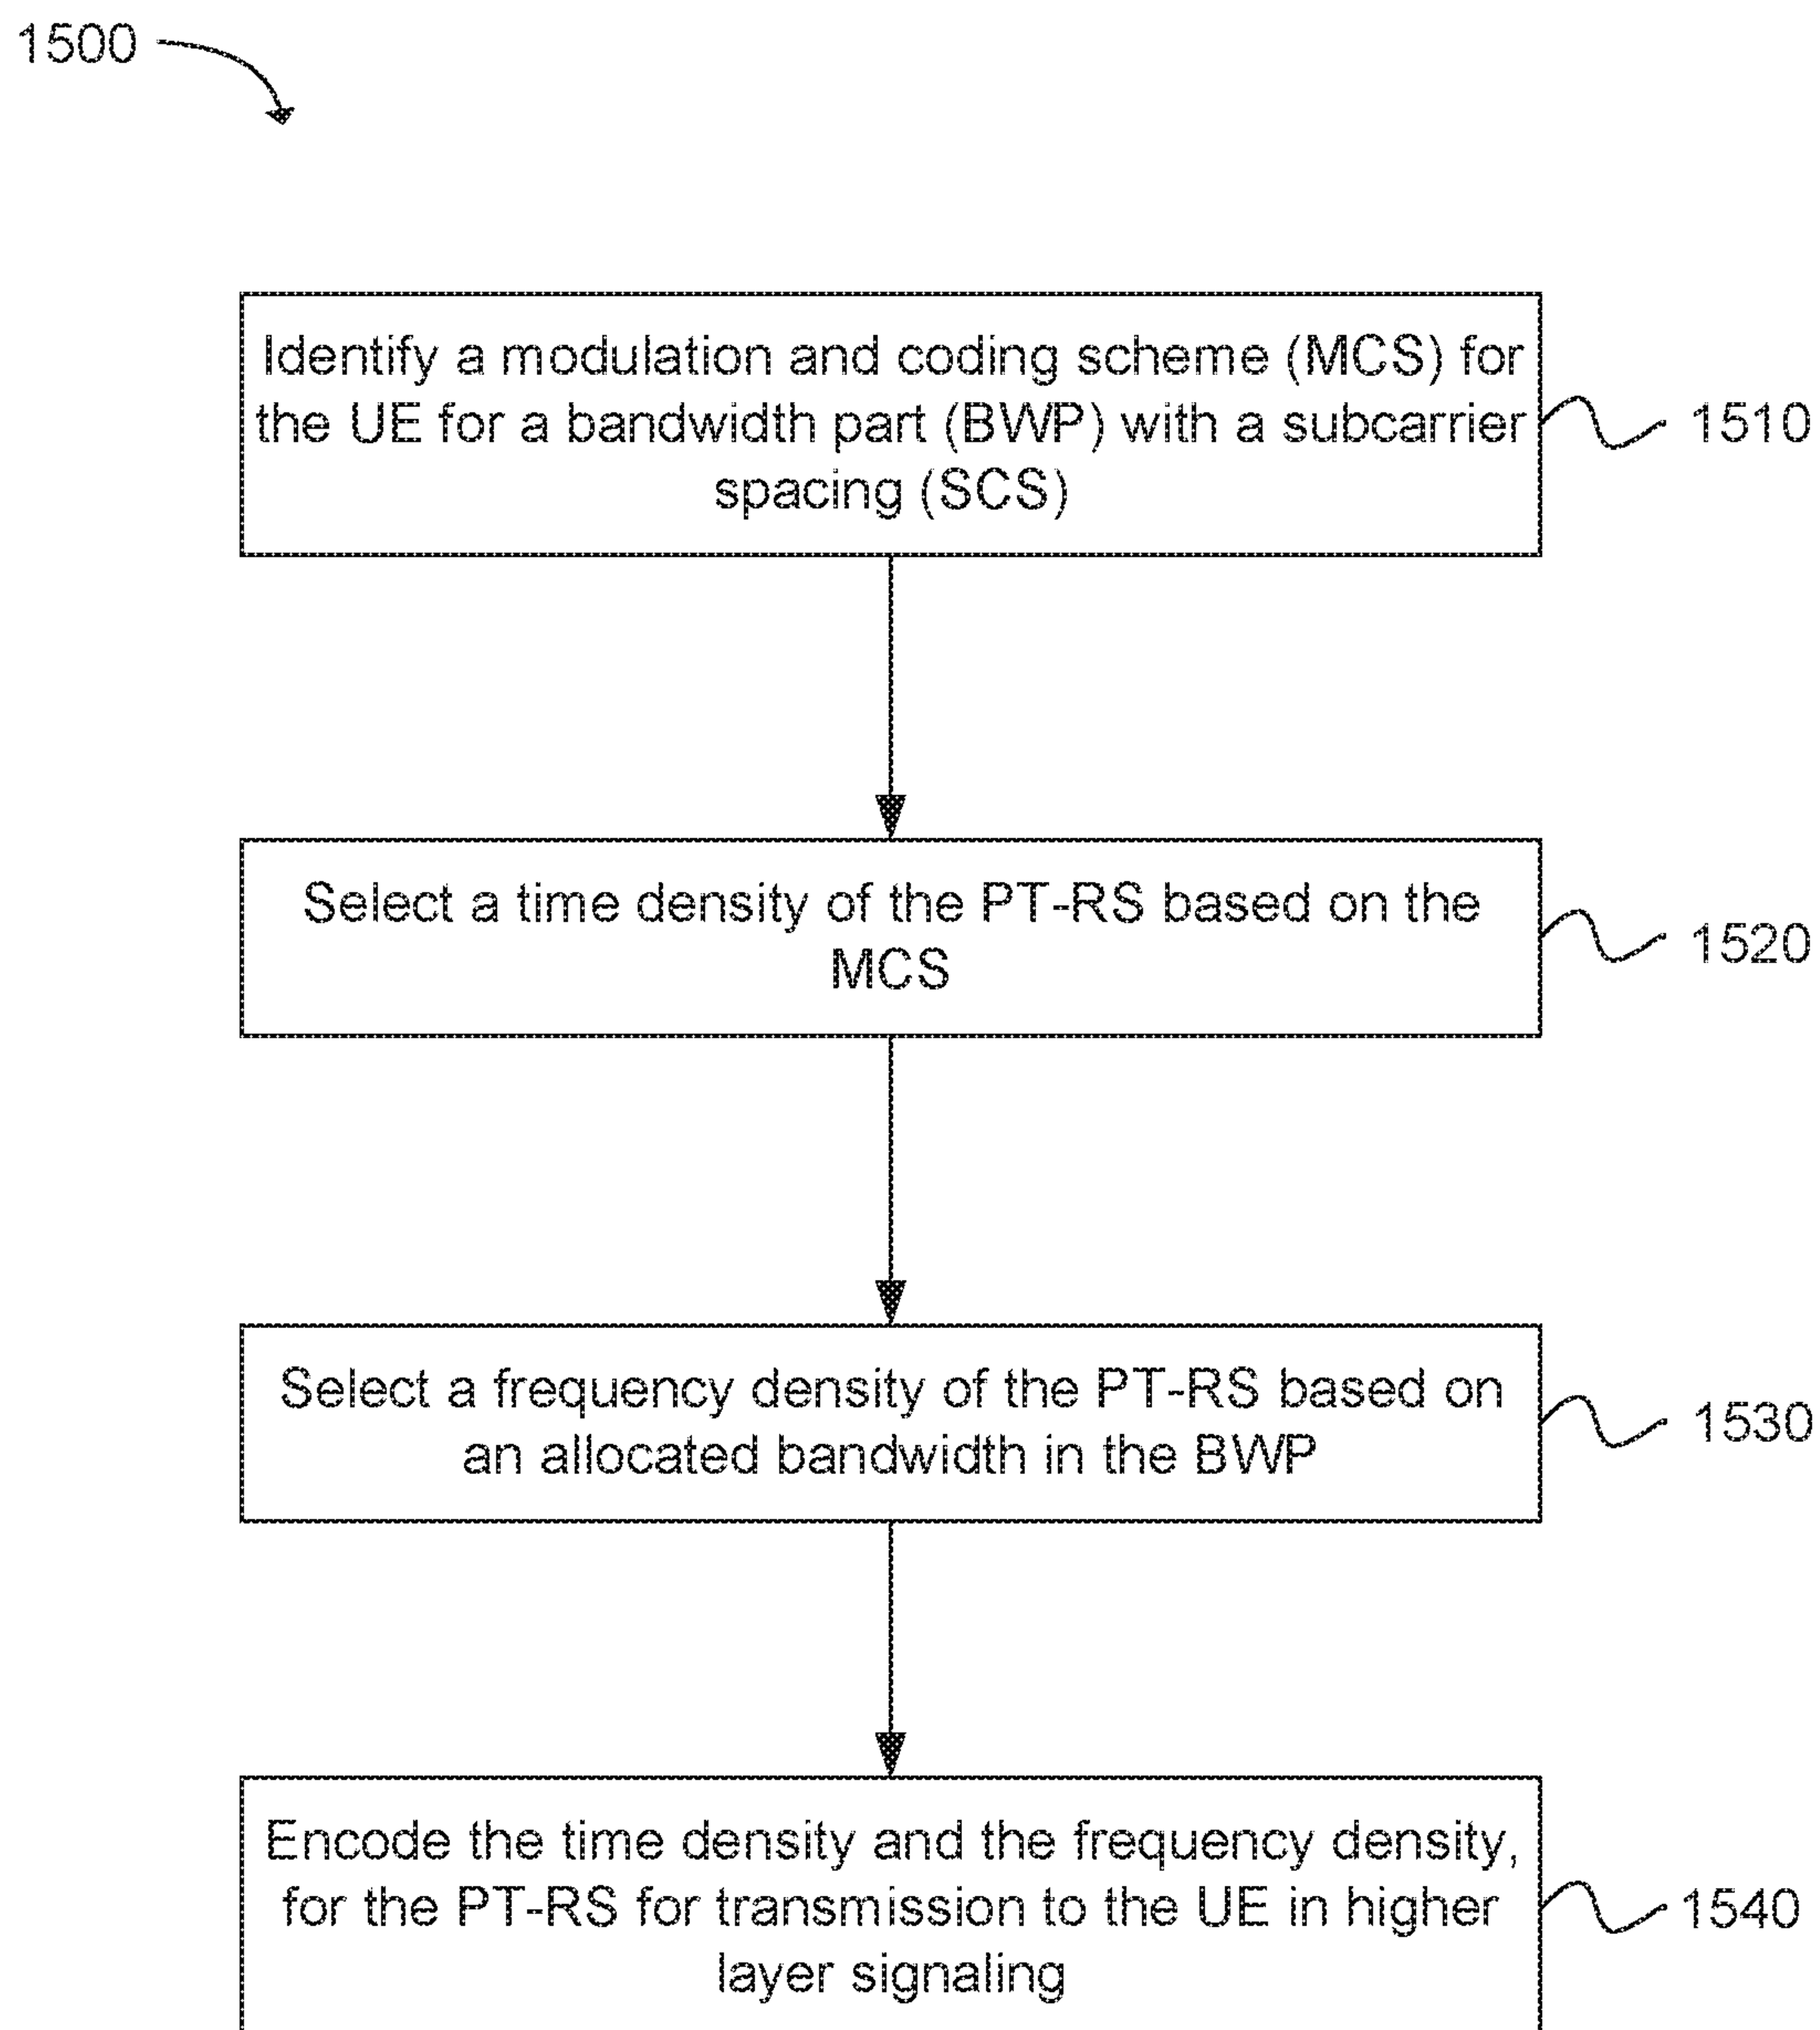 1500
Identify a modulation and coding scheme (MCS) for
the UE for a bandwidth part (BWP) with a subcarrier
spacing (SCS)
1510
Select a time density of the PT-RS based on the
MCS
1520
Select a frequency density of the PT-RS based on
an allocated bandwidth in the BWP
1530
Encode the time density and the frequency density,
for the PT-RS for transmission to the UE in higher
layer signaling
1540